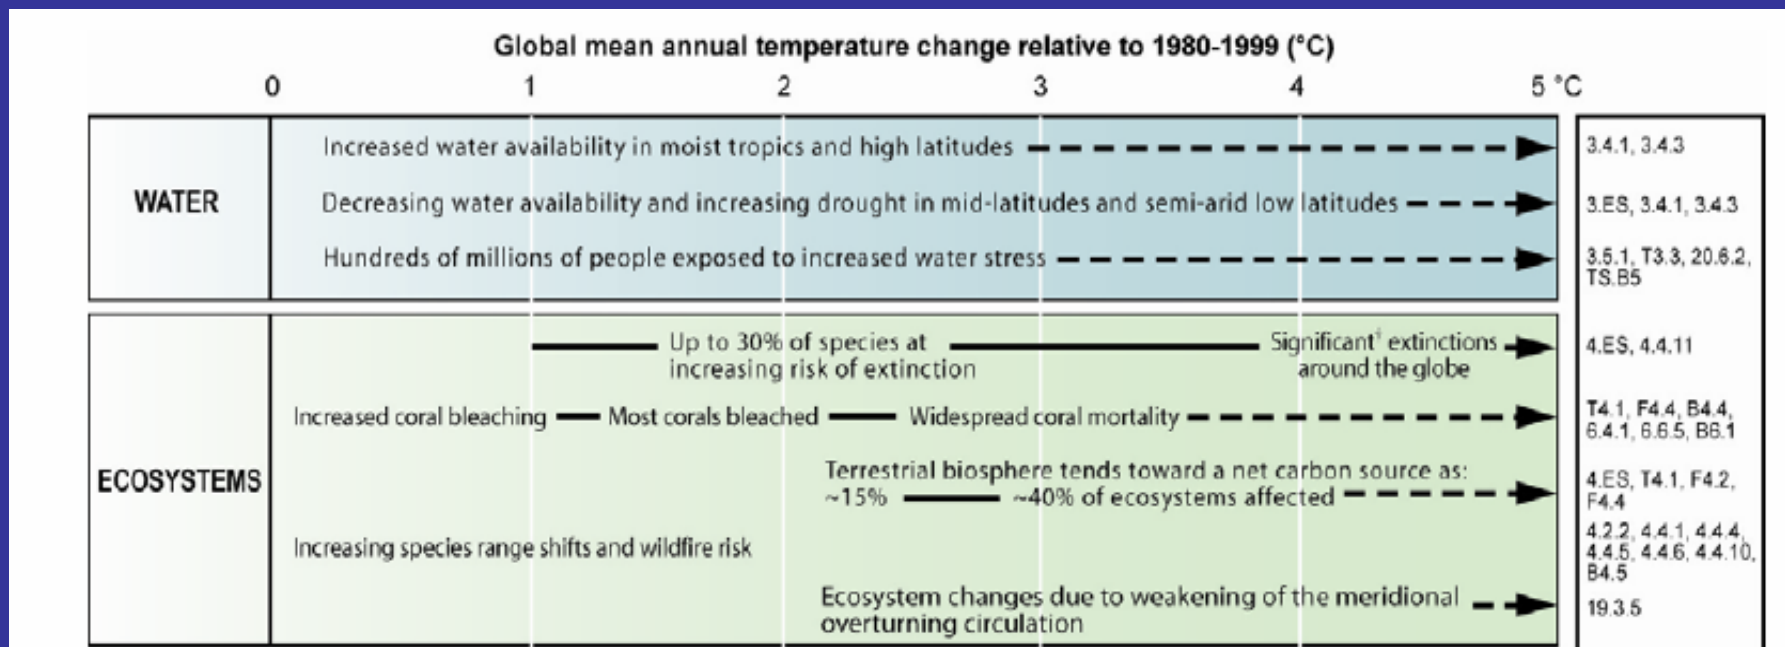 Global mean annual temperature change relative to 1980-1999 (°C)
0 1 2 3 4 5 °C
WATER
Increased water availability in moist tropics and high latitudes
3.4.1, 3.4.3
Decreasing water availability and increasing drought in mid-latitudes and semi-arid low latitudes
3.ES, 3.4.1, 3.4.3
Hundreds of millions of people exposed to increased water stress
3.5.1, T3.3, 20.6.2,
TS.B5
ECOSYSTEMS
Up to 30% of species at
increasing risk of extinction
Significant† extinctions
around the globe
4.ES, 4.4.11
Increased coral bleaching Most corals bleached Widespread coral mortality
T4.1, F4.4, B4.4,
6.4.1, 6.6.5, B6.1
Terrestrial biosphere tends toward a net carbon source as:
~15% ~40% of ecosystems affected
4.ES, T4.1, F4.2,
F4.4
Increasing species range shifts and wildfire risk
4.2.2, 4.4.1, 4.4.4,
4.4.5, 4.4.6, 4.4.10,
B4.5
Ecosystem changes due to weakening of the meridional
overturning circulation
19.3.5